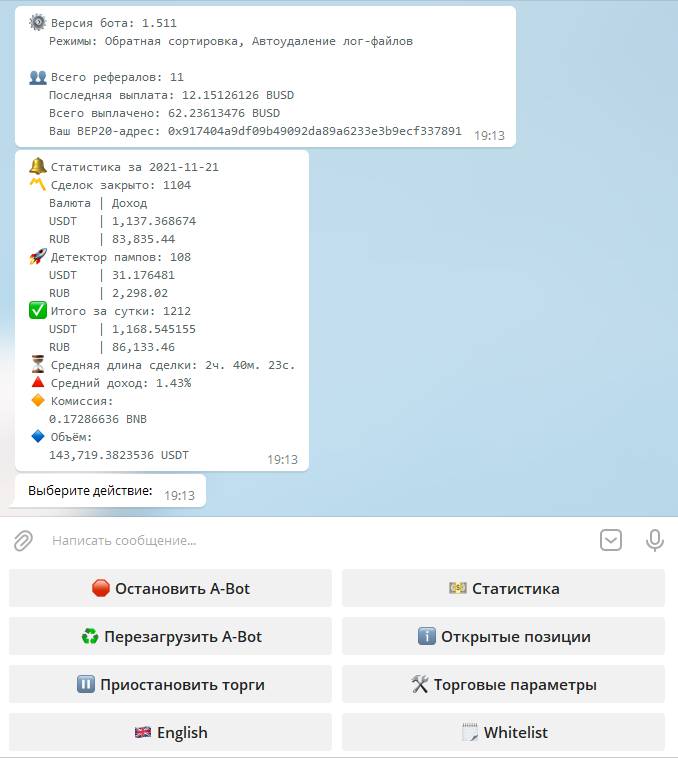 Версия бота: 1.511
Режимы: Обратная сортировка, Автоудаление лог-файлов
Всего рефералов: 11
Последняя выплата: 12.15126126 BUSD
Всего выплачено: 62.23613476 BUSD
Ваш BEP20-адрес: 0x917404a9df09b49092da89a6233e3b9ecf337891 19:13
Статистика за 2021-11-21
Сделок закрыто: 1104
Валюта | Доход
USDT | 1,137.368674
RUB | 83,835.44
Детектор пампов: 108
USDT | 31.176481
RUB | 2,298.02
Итого за сутки: 1212
USDT | 1,168.545155
RUB | 86,133.46
Средняя длина сделки: 2ч. 40м. 23с.
Средний доход: 1.43%
Комиссия:
0.17286636 BNB
Объём:
143,719.3823536 USDT 19:13
Выберите действие: 19:13
Написать сообщение...
Остановить A-Bot
Статистика
Перезагрузить A-Bot
Открытые позиции
Приостановить торги
Торговые параметры
English
Whitelist